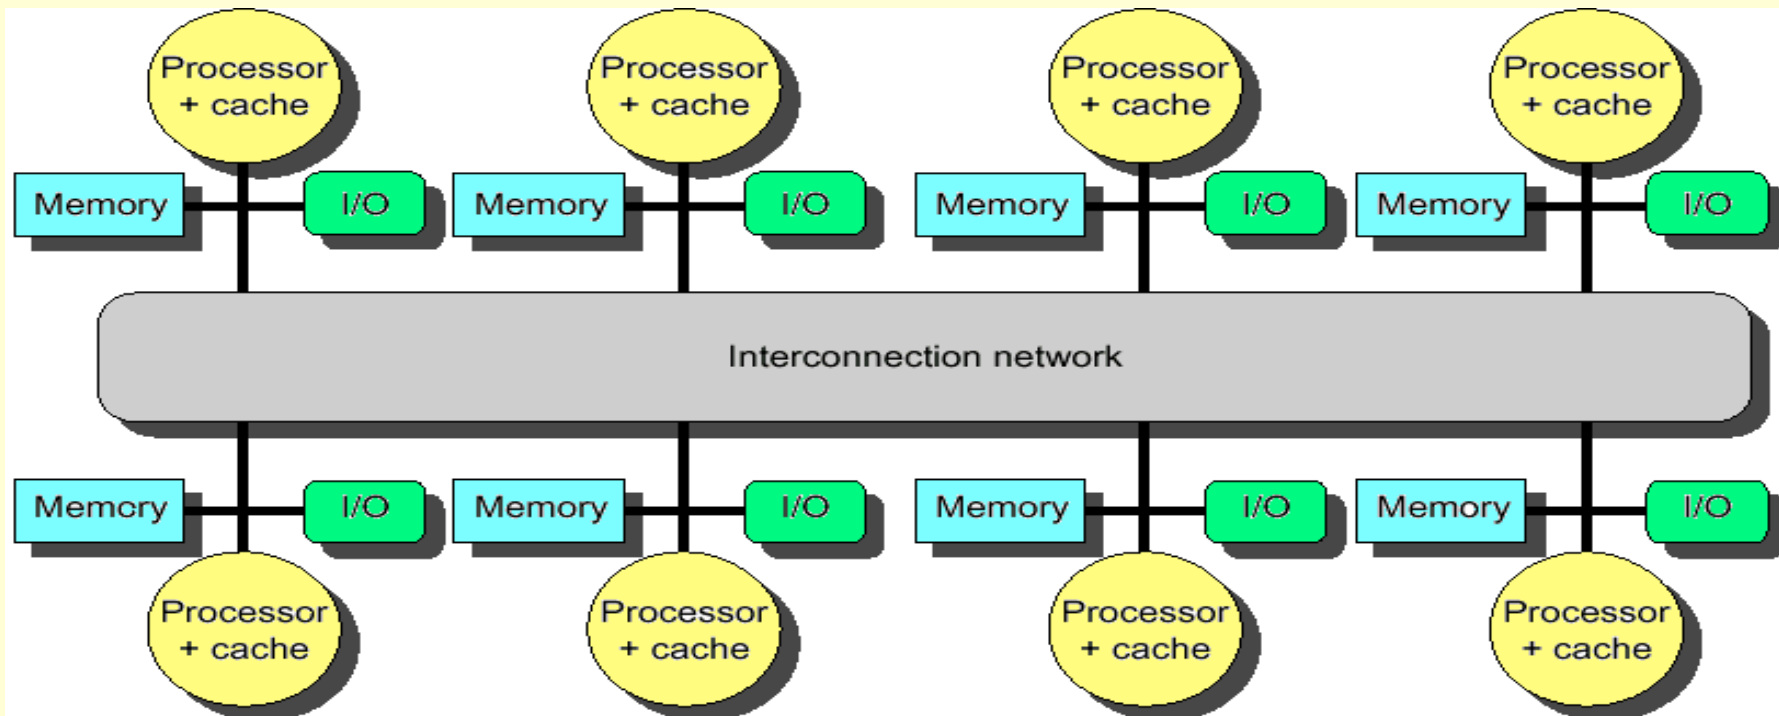 Processor
+ cache
Processor
+ cache
Processor
+ cache
Processor
+ cache
Memory
I/O
Memory
I/O
Memory
I/O
Memory
I/O
Interconnection network
Memory
I/O
Memory
I/O
Memory
I/O
Memory
I/O
Processor
+ cache
Processor
+ cache
Processor
+ cache
Processor
+ cache